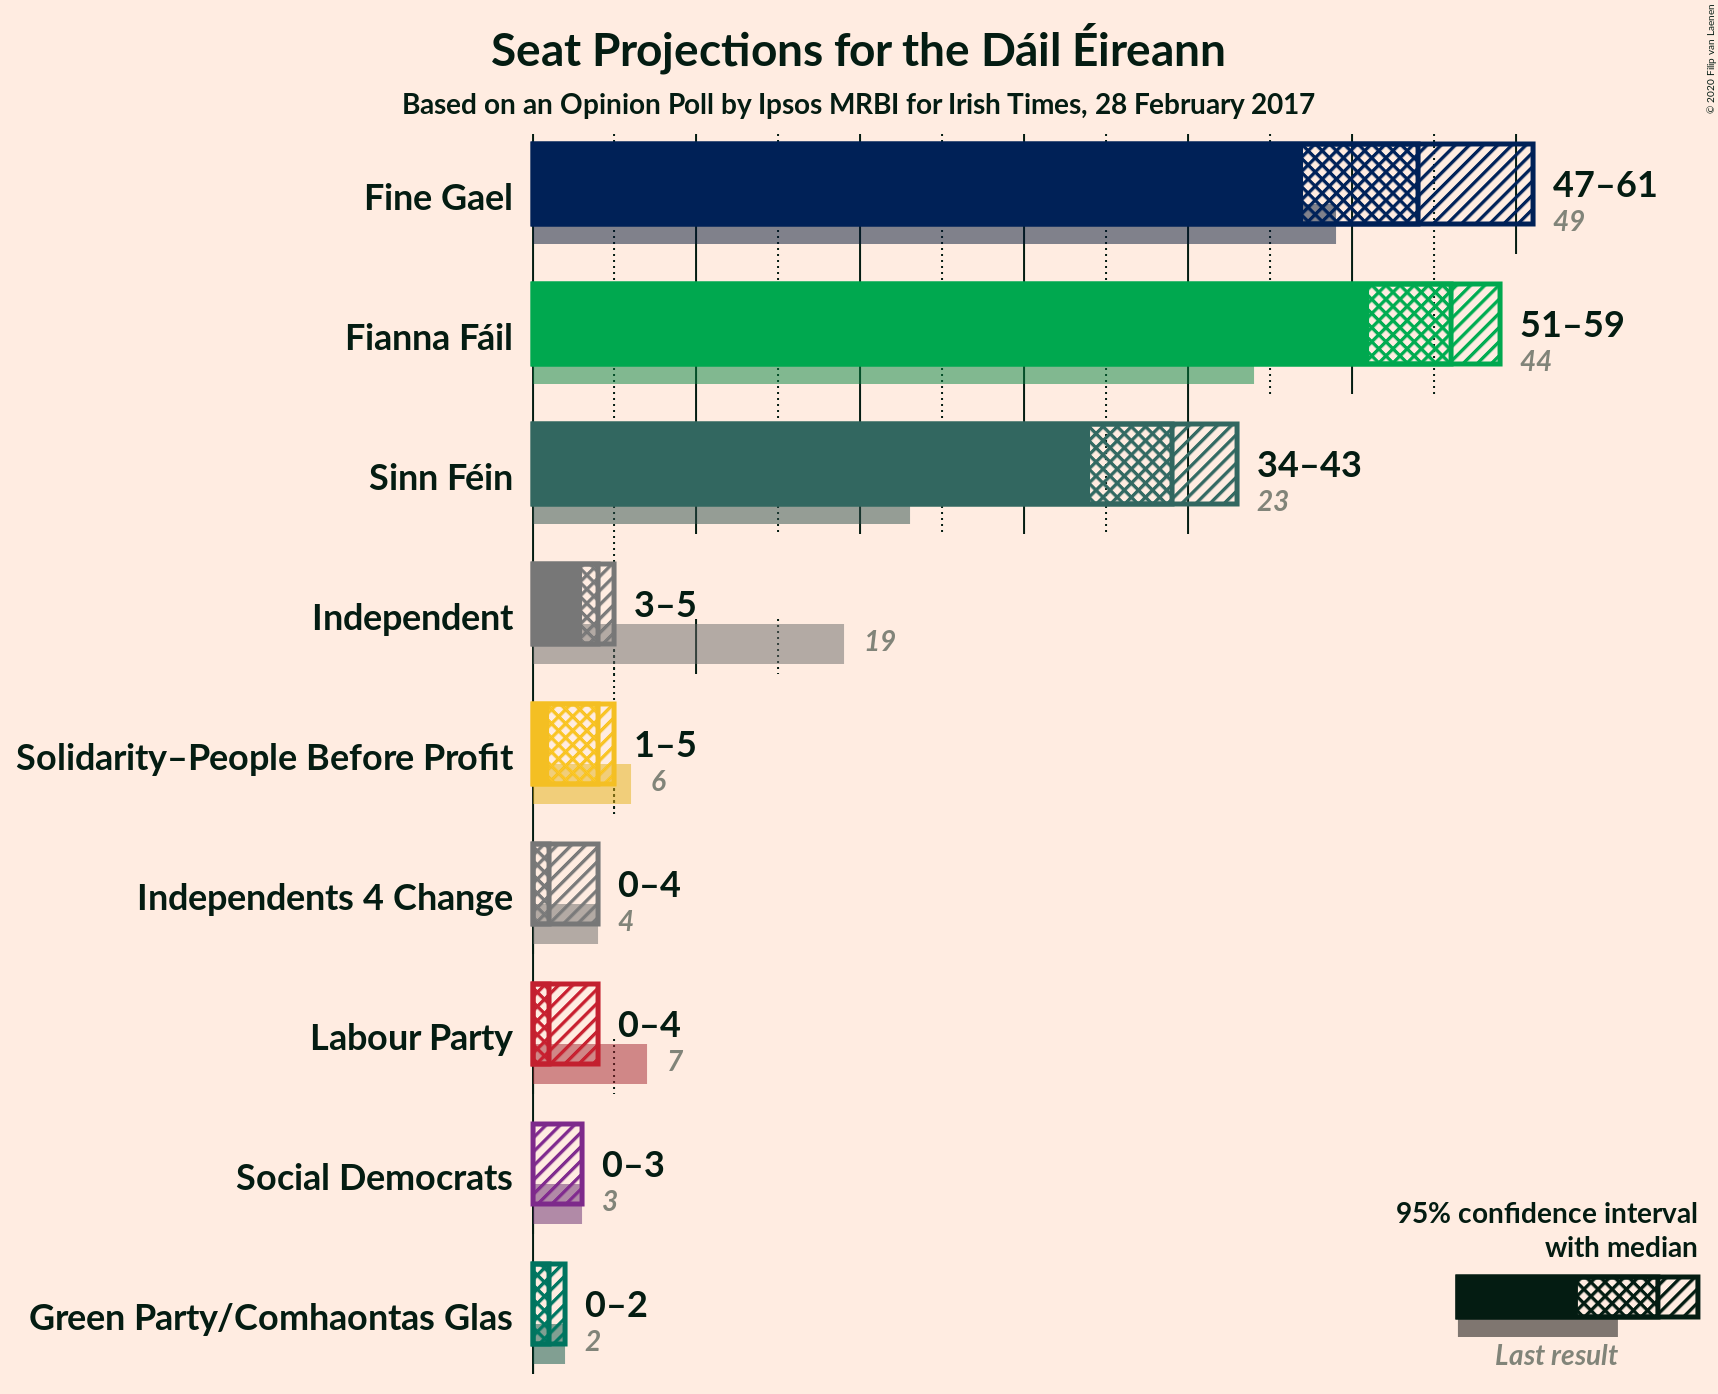 Seat Projections for the Dáil Éireann
Based on an Opinion Poll by Ipsos MRBI for Irish Times, 28 February 2017
© 2020 Filip van Laenen
Fine Gael
47–61
49
Fianna Fáil
51–59
44
Sinn Féin
34–43
23
Independent
3–5
19
Solidarity–People Before Profit
1–5
6
Independents 4 Change
0–4
4
Labour Party
0–4
7
Social Democrats
0–3
3
Green Party/Comhaontas Glas
0–2
2
95% confidence interval
with median
Last result